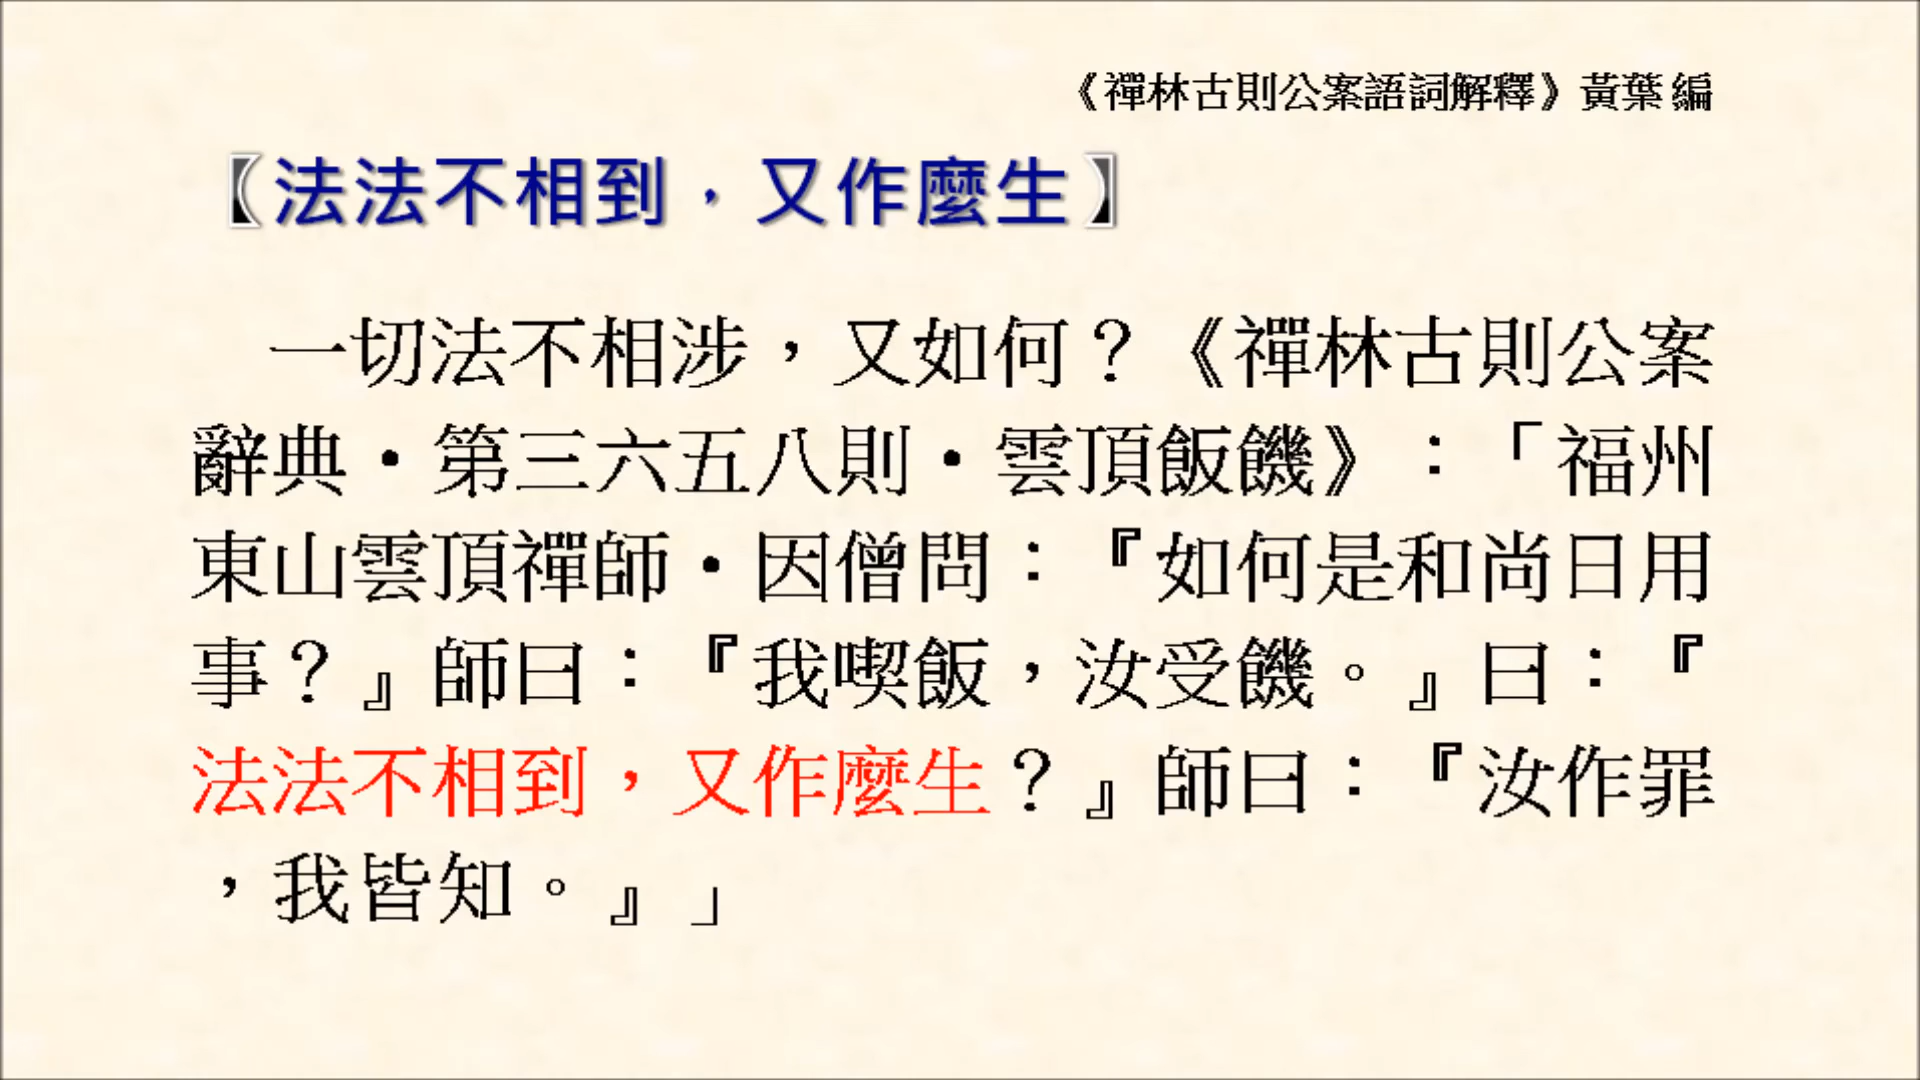 《禪林古則公案語詞解釋》黃葉 編
〖法法不相到，又作麼生〗
一切法不相涉，又如何？《禪林古則公案
辭典・第三六五八則・雲頂飯饑》：「福州
東山雲頂禪師・因僧問：『如何是和尚日用
事？』師曰：『我喫飯，汝受饑。』曰：『
法法不相到，又作麼生？』師曰：『汝作罪
，我皆知。』」